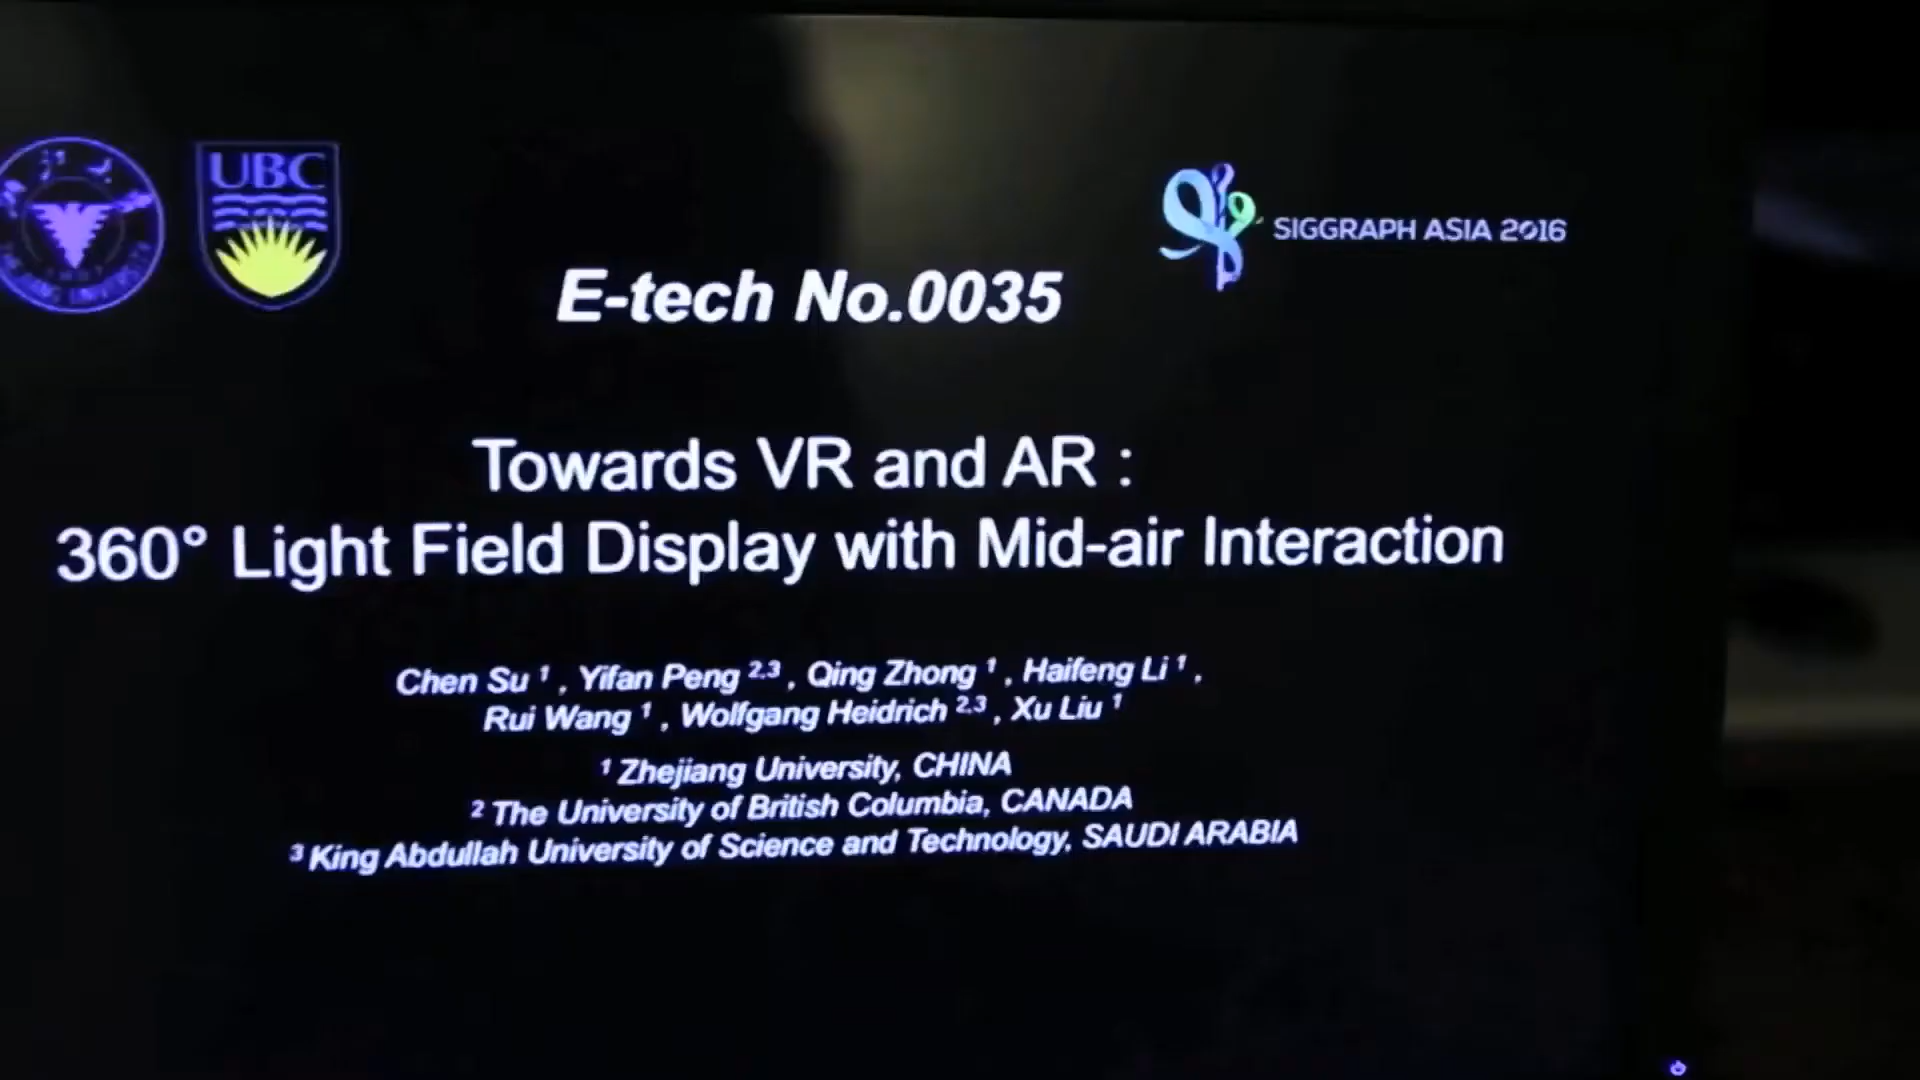 UBC
SIGGRAPH ASIA 2016
E-tech No.0035
Towards VR and AR :
360° Light Field Display with Mid-air Interaction
Chen Su ¹ , Yifan Peng ²,³ , Qing Zhong ¹ , Haifeng Li ¹ ,
Rui Wang ¹ , Wolfgang Heidrich ²,³ , Xu Liu ¹
¹ Zhejiang University, CHINA
² The University of British Columbia, CANADA
³ King Abdullah University of Science and Technology, SAUDI ARABIA